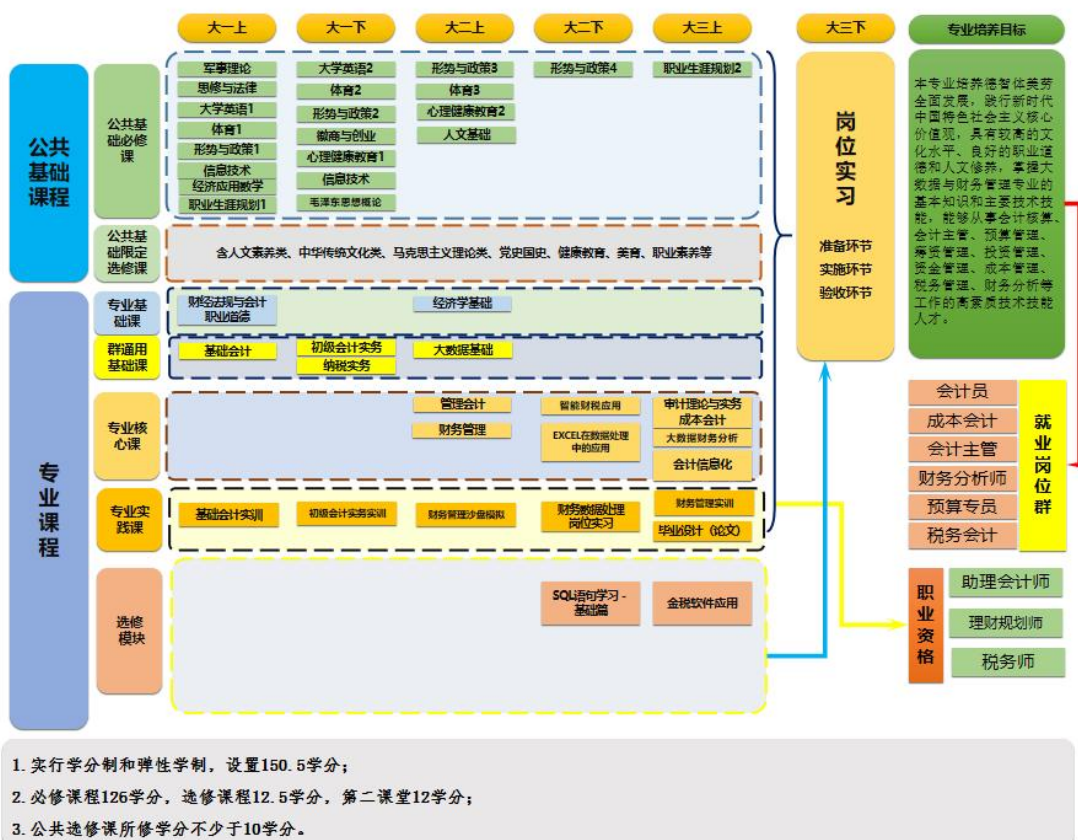 大一上
大一下
大二上
大二下
大三上
大三下
专业培养目标
公共
基础
课程
公共基
础必修
课
军事理论
思修与法律
大学英语1
体育1
形势与政策1
信息技术
经济应用数学
职业生涯规划1
大学英语2
体育2
形势与政策2
徽商与创业
心理健康教育1
信息技术
毛泽东思想概论
形势与政策3
体育3
心理健康教育2
人文基础
形势与政策4
职业生涯规划2
公共基
础限定
选修课
含人文素养类、中华传统文化类、马克思主义理论类、党史国史、健康教育、美育、职业素养等
专
业
课
程
专业基
础课
财经法规与会计
职业道德
经济学基础
群通用
基础课
基础会计
初级会计实务
纳税实务
大数据基础
专业核
心课
管理会计
财务管理
智能财税应用
EXCEL在数据处理
中的应用
审计理论与实务
成本会计
大数据财务分析
会计信息化
专业实
践课
基础会计实训
初级会计实务实训
财务管理沙盘模拟
财务数据处理
岗位实习
财务管理实训
毕业设计（论文）
选修
模块
SQL语句学习 -
基础篇
金税软件应用
岗
位
实
习
准备环节
实施环节
验收环节
本专业培养德智体美劳
全面发展，践行新时代
中国特色社会主义核心
价值观，具有较高的文
化水平、良好的职业道
德和人文修养，掌握大
数据与财务管理专业的
基本知识和主要技术技
能，能够从事会计核算、
会计主管、预算管理、
筹资管理、投资管理、
资金管理、成本管理、
税务管理、财务分析等
工作的高素质技术技能
人才。
会计员
成本会计
会计主管
财务分析师
预算专员
税务会计
就
业
岗
位
群
职
业
资
格
助理会计师
理财规划师
税务师
1. 实行学分制和弹性学制，设置150.5学分；
2. 必修课程126学分，选修课程12.5学分，第二课堂12学分；
3. 公共选修课所修学分不少于10学分。